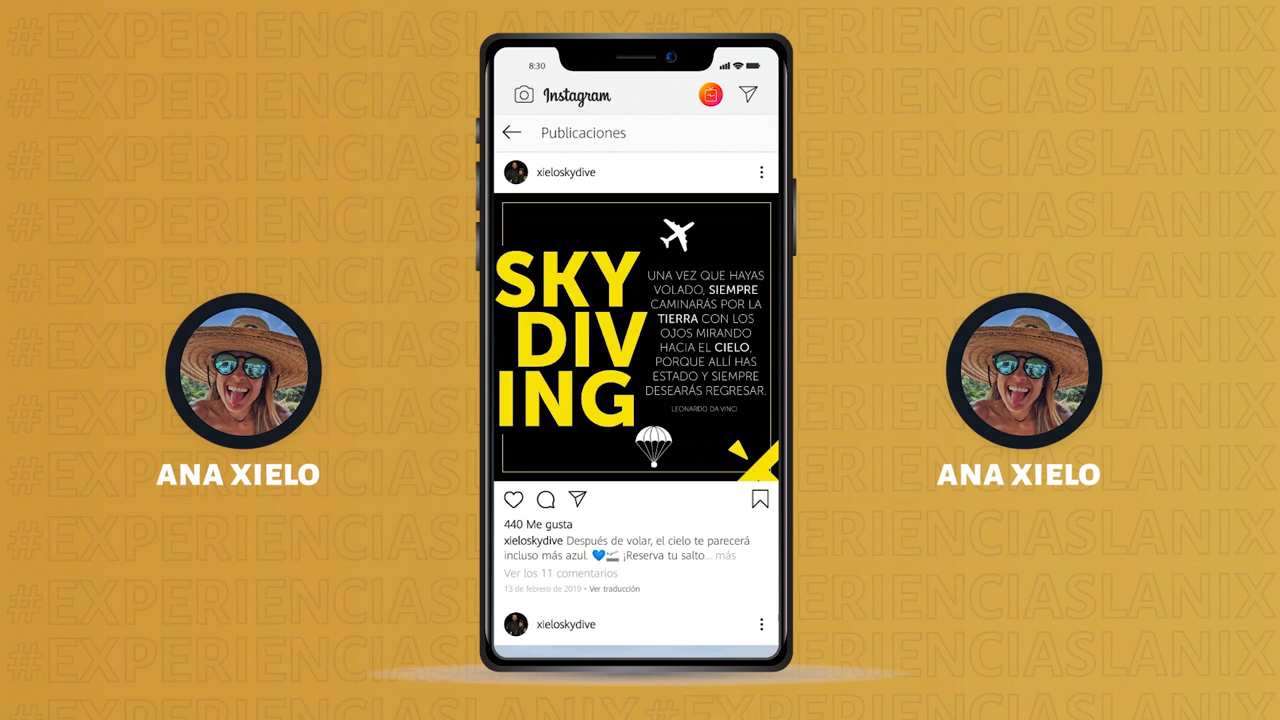 #EXPERIENCIASLANIX#EXPERIENCIASLANIX
8:30
Instagram
Publicaciones
xieloskydive
SKY
DIV
ING
UNA VEZ QUE HAYAS
VOLADO, SIEMPRE
CAMINARÁS POR LA
TIERRA CON LOS
OJOS MIRANDO
HACIA EL CIELO,
PORQUE ALLÍ HAS
ESTADO Y SIEMPRE
DESEARÁS REGRESAR.
LEONARDO DA VINCI
440 Me gusta
xieloskydive Después de volar, el cielo te parecerá
incluso más azul. 💙🛫 ¡Reserva tu salto... más
Ver los 11 comentarios
13 de febrero de 2019 • Ver traducción
xieloskydive
ANA XIELO
ANA XIELO